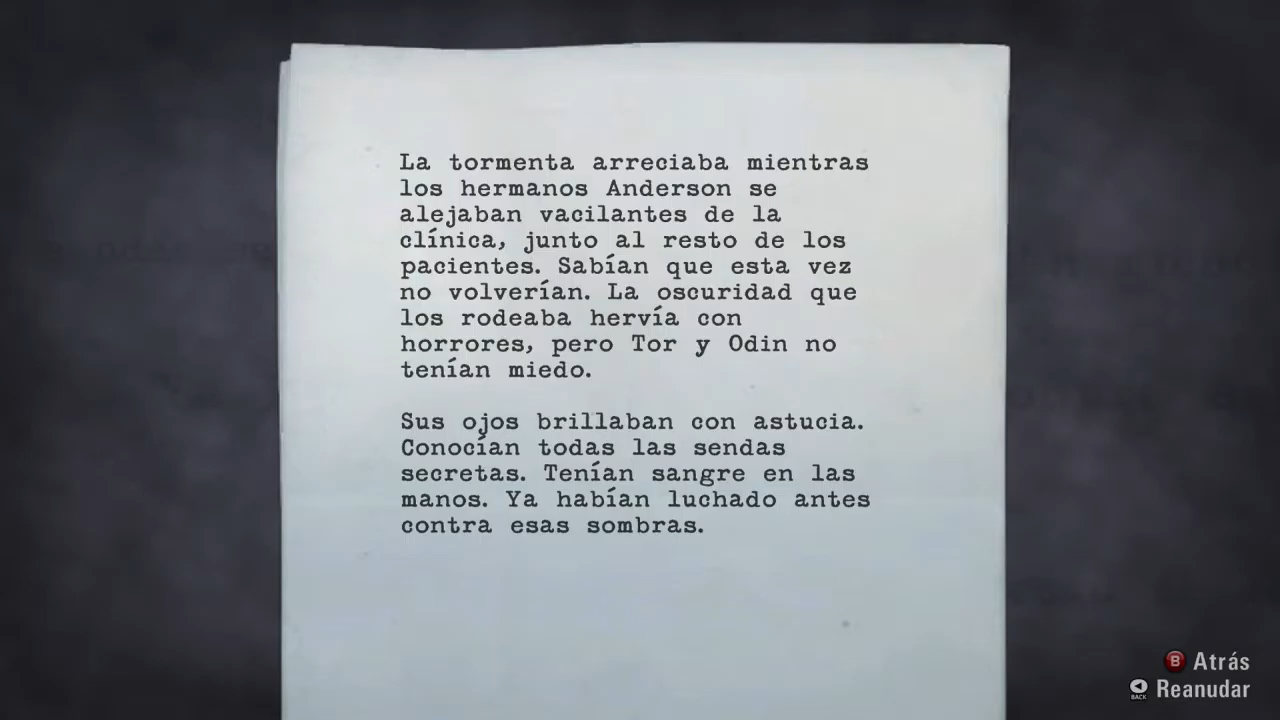 La tormenta arreciaba mientras
los hermanos Anderson se
alejaban vacilantes de la
clínica, junto al resto de los
pacientes. Sabían que esta vez
no volverían. La oscuridad que
los rodeaba hervía con
horrores, pero Tor y Odin no
tenían miedo.
Sus ojos brillaban con astucia.
Conocían todas las sendas
secretas. Tenían sangre en las
manos. Ya habían luchado antes
contra esas sombras.
B Atrás
BACK Reanudar